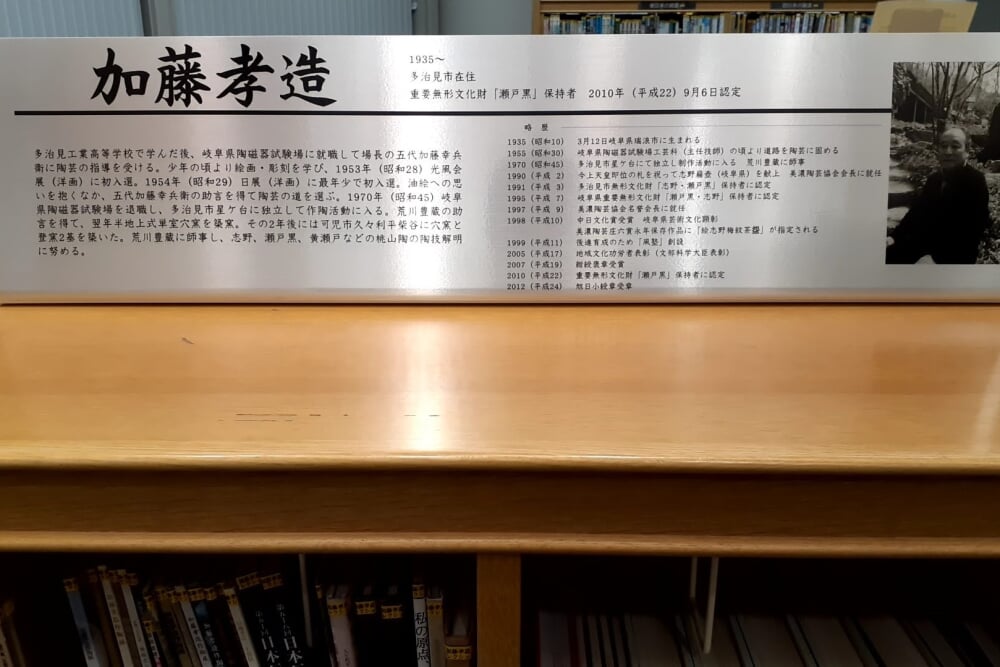 加藤孝造
1935～
多治見市在住
重要無形文化財「瀬戸黒」保持者 2010年（平成22）9月6日認定
多治見工業高等学校で学んだ後、岐阜県陶磁器試験場に就職して場長の五代加藤幸兵
衛に陶芸の指導を受ける。少年の頃より絵画・彫刻を学び、1953年（昭和28）光風会
展（洋画）に初入選。1954年（昭和29）日展（洋画）に最年少で初入選。油絵への思
いを抱くなか、五代加藤幸兵衛の助言を得て陶芸の道を選ぶ。1970年（昭和45）岐阜
県陶磁器試験場を退職し、多治見市星ケ台に独立して作陶活動に入る。荒川豊蔵の助
言を得て、翌年半地上式単室穴窯を築窯。その2年後には可児市久々利平柴谷に穴窯と
登窯2基を築いた。荒川豊蔵に師事し、志野、瀬戸黒、黄瀬戸などの桃山陶の陶技解明
に努める。
略 歴
1935（昭和10） 3月12日岐阜県瑞浪市に生まれる
1955（昭和30） 岐阜県陶磁器試験場工芸科（主任技師）の頃より道路を陶芸に固める
1970（昭和45） 多治見市星ケ台にて独立し制作活動に入る 荒川豊蔵に師事
1990（平成 2） 今上天皇即位の礼を祝って志野繭壺（岐阜県）を献上 美濃陶芸協会会長に就任
1991（平成 3） 多治見市無形文化財「志野・瀬戸黒」保持者に認定
1995（平成 7） 岐阜県重要無形文化財「瀬戸黒・志野」保持者に認定
1997（平成 9） 美濃陶芸協会名誉会長に就任
1998（平成10） 中日文化賞受賞 岐阜県芸術文化顕彰
美濃陶芸庄六賞永年保存作品に「絵志野梅紋茶盌」が指定される
1999（平成11） 後進育成のため「風塾」創設
2005（平成17） 地域文化功労者表彰（文部科学大臣表彰）
2007（平成19） 紺綬褒章受賞
2010（平成22） 重要無形文化財「瀬戸黒」保持者に認定
2012（平成24） 旭日小綬章受章
私の原点